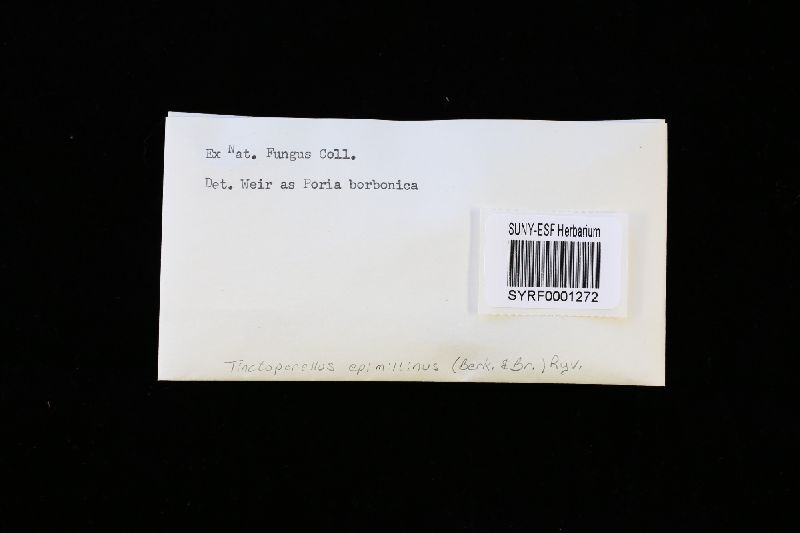 Ex Nat. Fungus Coll.
Det. Weir as Poria borbonica
SUNY-ESF Herbarium
SYRF0001272
Tinctoporellus epimiltinus (Berk. & Br.) Ryv.